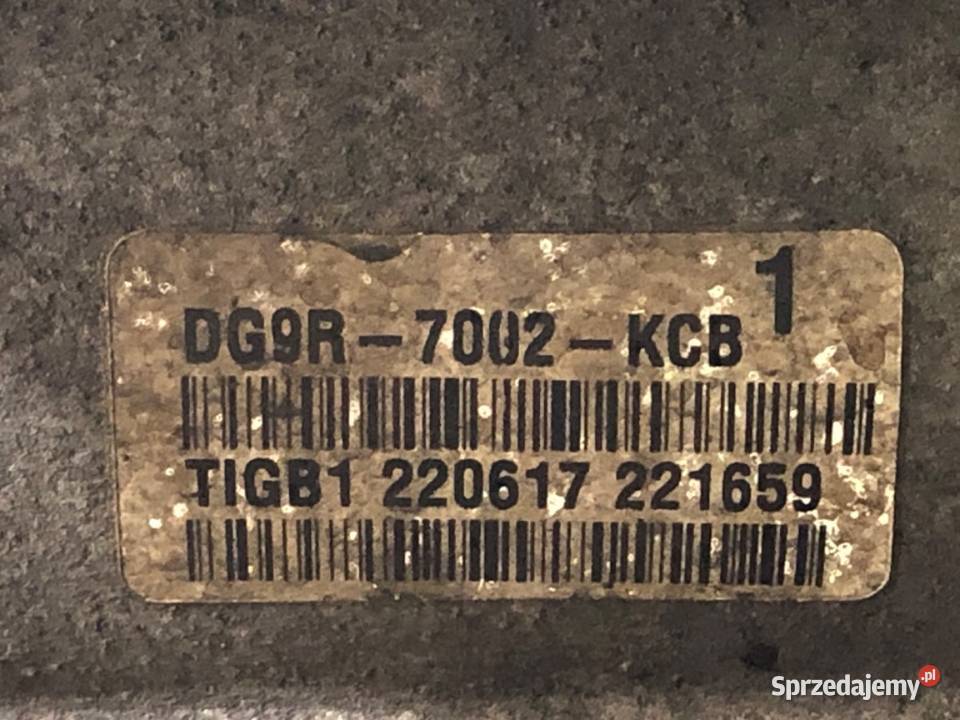 1
DG9R-7002-KCB
TIGB1 220617 221659
Sprzedajemy.pl